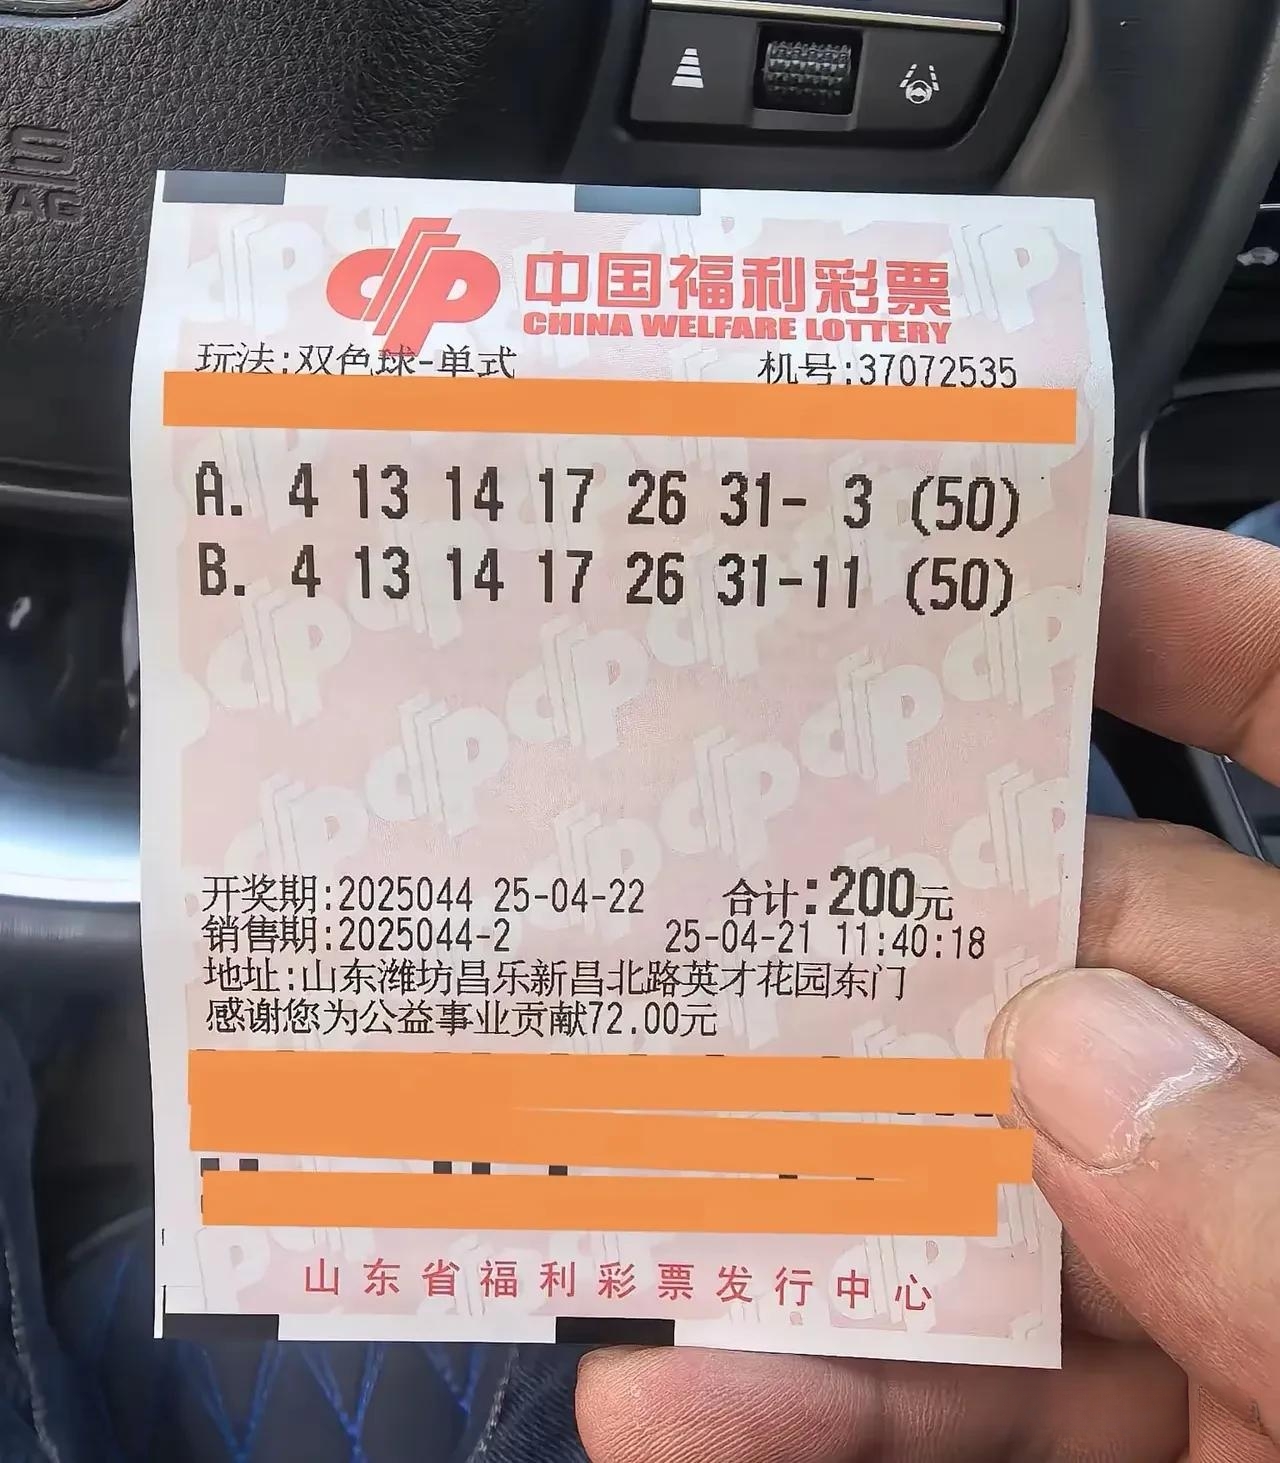 S
AG
中国福利彩票
CHINA WELFARE LOTTERY
玩法:双色球-单式 机号:37072535
A. 4 13 14 17 26 31- 3 (50)
B. 4 13 14 17 26 31-11 (50)
开奖期:2025044 25-04-22 合计:200元
销售期:2025044-2 25-04-21 11:40:18
地址:山东潍坊昌乐新昌北路英才花园东门
感谢您为公益事业贡献72.00元
山东省福利彩票发行中心